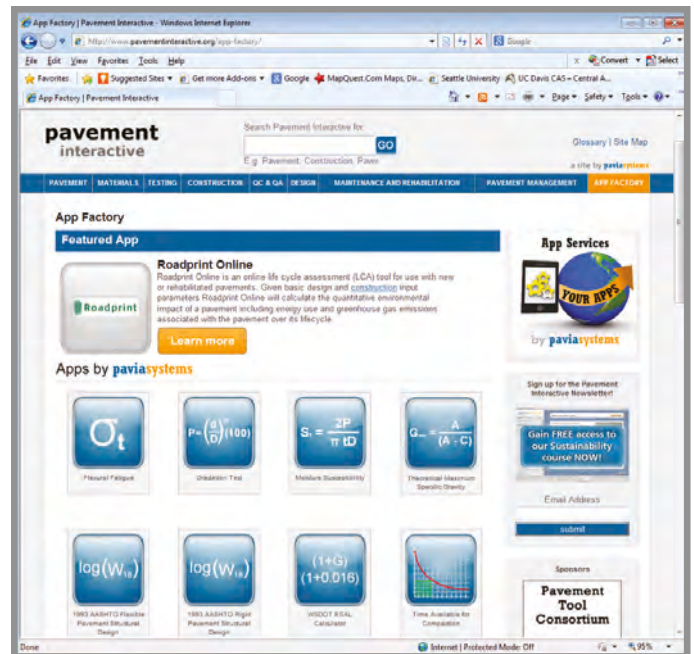 App Factory | Pavement Interactive - Windows Internet Explorer
http://www.pavementinteractive.org/app-factory/
Google
File Edit View Favorites Tools Help
Convert Select
Favorites Suggested Sites Get more Add-ons Google MapQuest.Com Maps, Dir... Seattle University UC Davis CAS – Central A...
App Factory | Pavement Interactive
Page Safety Tools
pavement
interactive
Search Pavement Interactive for:
GO
E.g. Pavement, Construction, Paver
Glossary | Site Map
a site by paviasystems
PAVEMENT MATERIALS TESTING CONSTRUCTION QC & QA DESIGN MAINTENANCE AND REHABILITATION PAVEMENT MANAGEMENT APP FACTORY
App Factory
Featured App
Roadprint
Roadprint Online
Roadprint Online is an online life cycle assessment (LCA) tool for use with new
or rehabilitated pavements. Given basic design and construction input
parameters Roadprint Online will calculate the quantitative environmental
impact of a pavement including energy use and greenhouse gas emissions
associated with the pavement over its lifecycle.
Learn more
App Services
YOUR APPS
by paviasystems
Apps by paviasystems
σt
Flexural Fatigue
(100)
Gradation Test
2P
π tD
Moisture Susceptibility
A
(A - C)
Theoretical Maximum
Specific Gravity
Sign up for the Pavement
Interactive Newsletter!
Gain FREE access to
our Sustainability
course NOW!
Email Address
submit
log(W₁₈)
1993 AASHTO Flexible
Pavement Structural
Design
log(W₁₈)
1993 AASHTO Rigid
Pavement Structural
Design
(1+G)
(1+0.016)
WSDOT ESAL
Calculator
Time Available for
Compaction
Sponsors
Pavement
Tool
Consortium
Done
Internet | Protected Mode: Off
95%